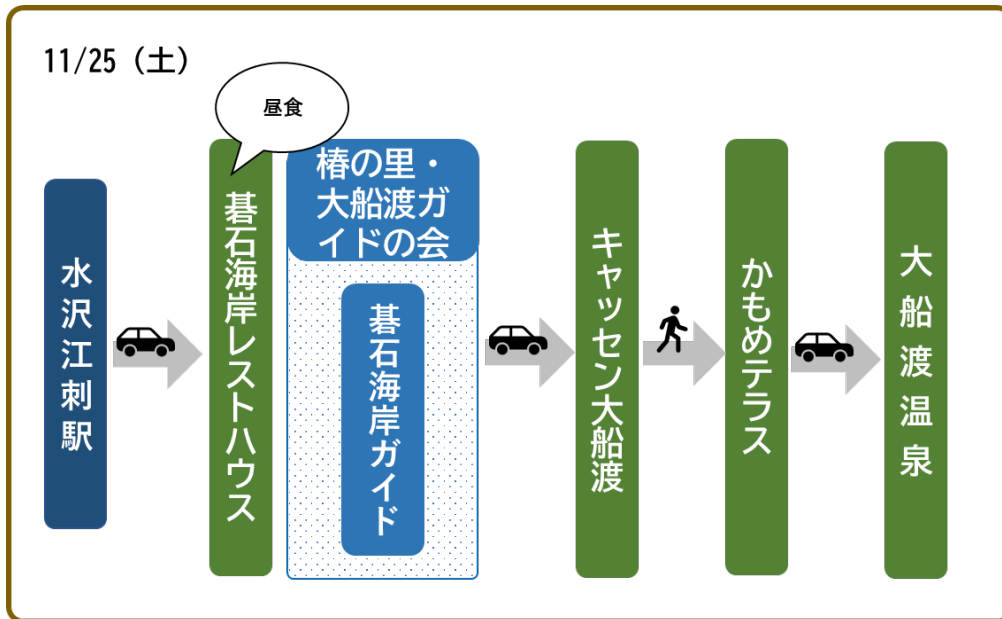 11/25（土）
昼食
水沢江刺駅
碁石海岸レストハウス
椿の里・
大船渡ガ
イドの会
碁石海岸ガイド
キャッセン大船渡
かもめテラス
大船渡温泉